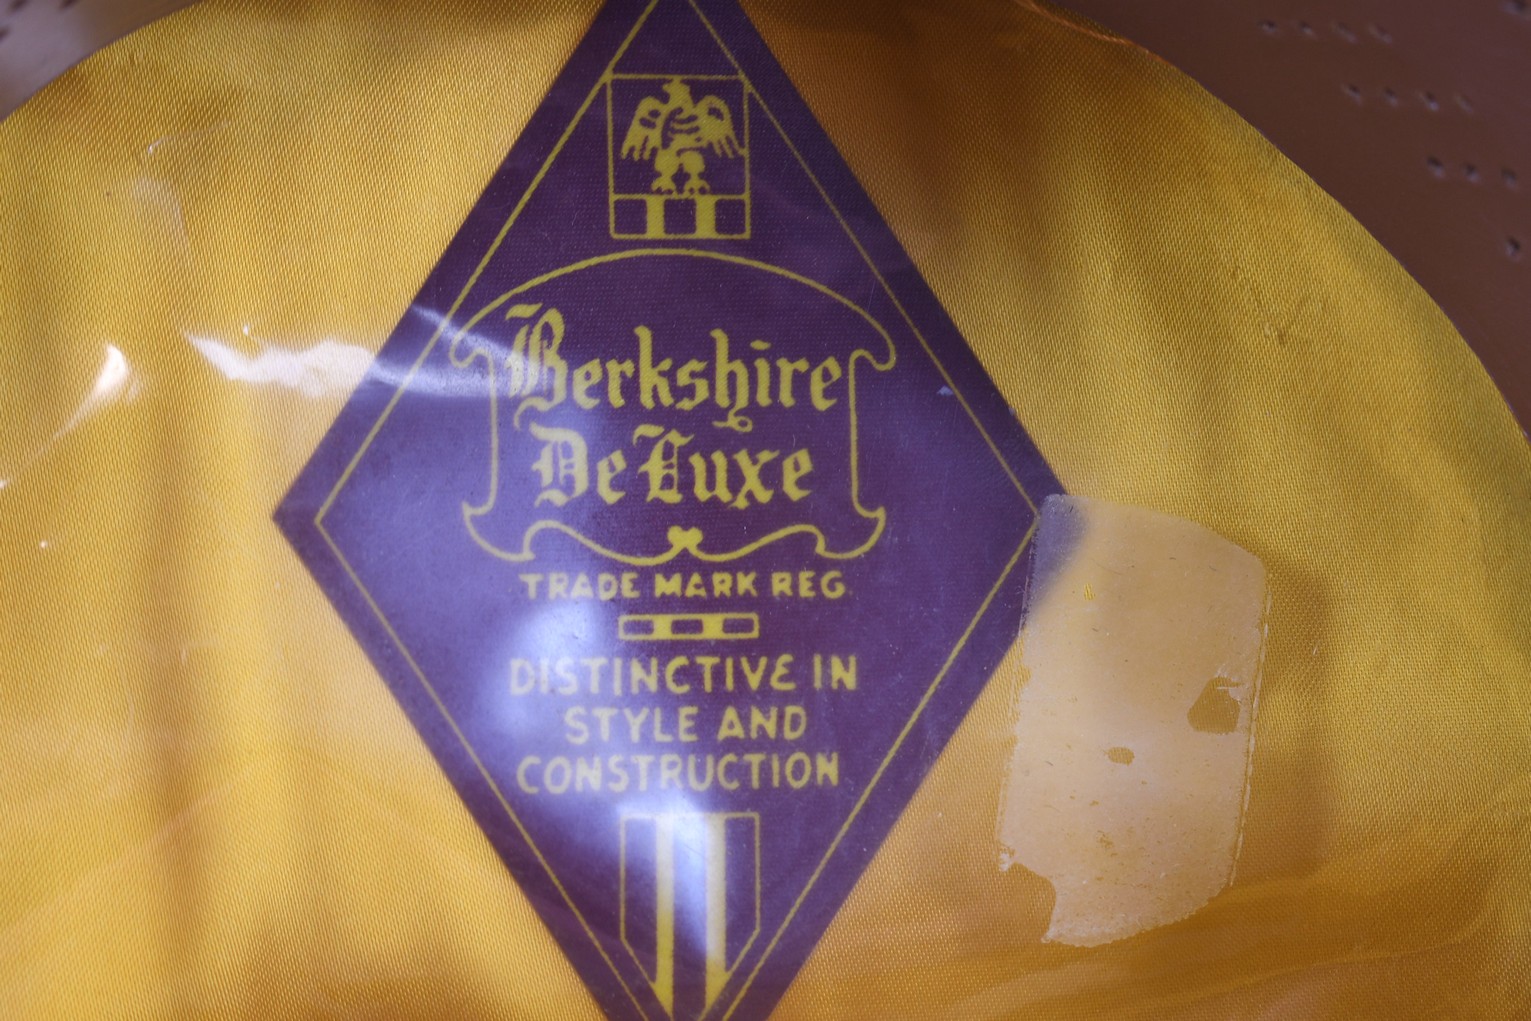 Berkshire
De Luxe
TRADE MARK REG
DISTINCTIVE IN
STYLE AND
CONSTRUCTION